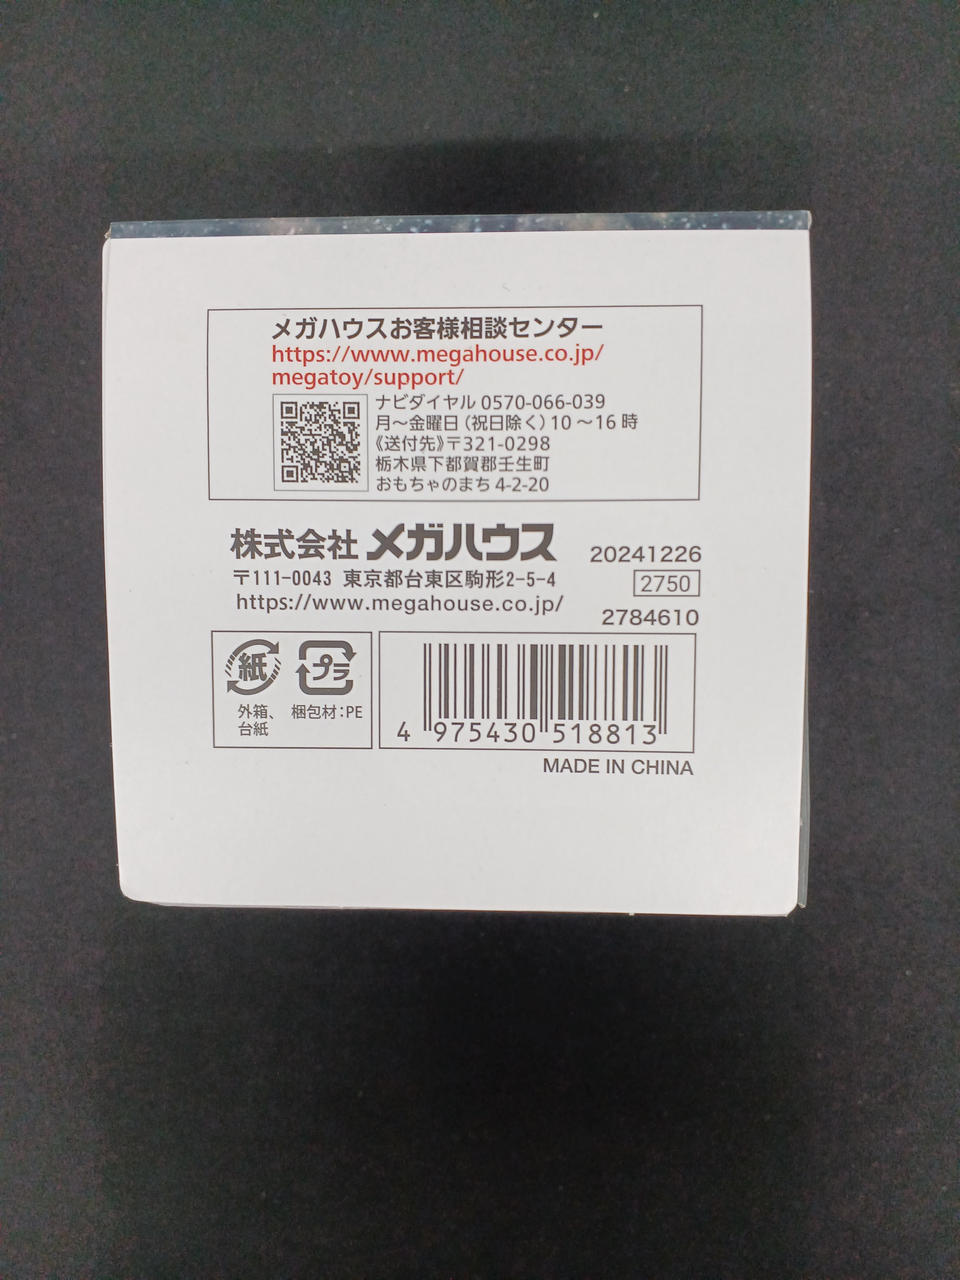 メガハウスお客様相談センター
https://www.megahouse.co.jp/
megatoy/support/
ナビダイヤル 0570-066-039
月～金曜日（祝日除く）10～16時
《送付先》〒321-0298
栃木県下都賀郡壬生町
おもちゃのまち 4-2-20
株式会社 メガハウス
〒111-0043 東京都台東区駒形2-5-4
https://www.megahouse.co.jp/
20241226
2750
2784610
紙
外箱、
台紙
プラ
梱包材：PE
4 975430 518813
MADE IN CHINA